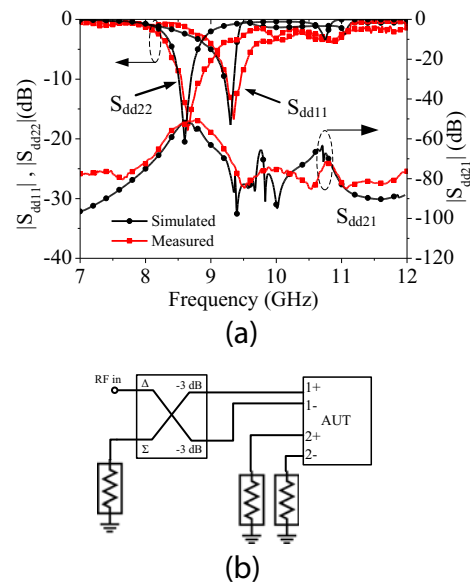 0
-10
-20
-30
-40
0
-20
-40
-60
-80
-100
-120
|S_dd11| , |S_dd22|(dB)
|S_dd21| (dB)
S_dd22
S_dd11
S_dd21
Simulated
Measured
7 8 9 10 11 12
Frequency (GHz)
(a)
RF in
Δ -3 dB
Σ -3 dB
1+
1-
AUT
2+
2-
(b)